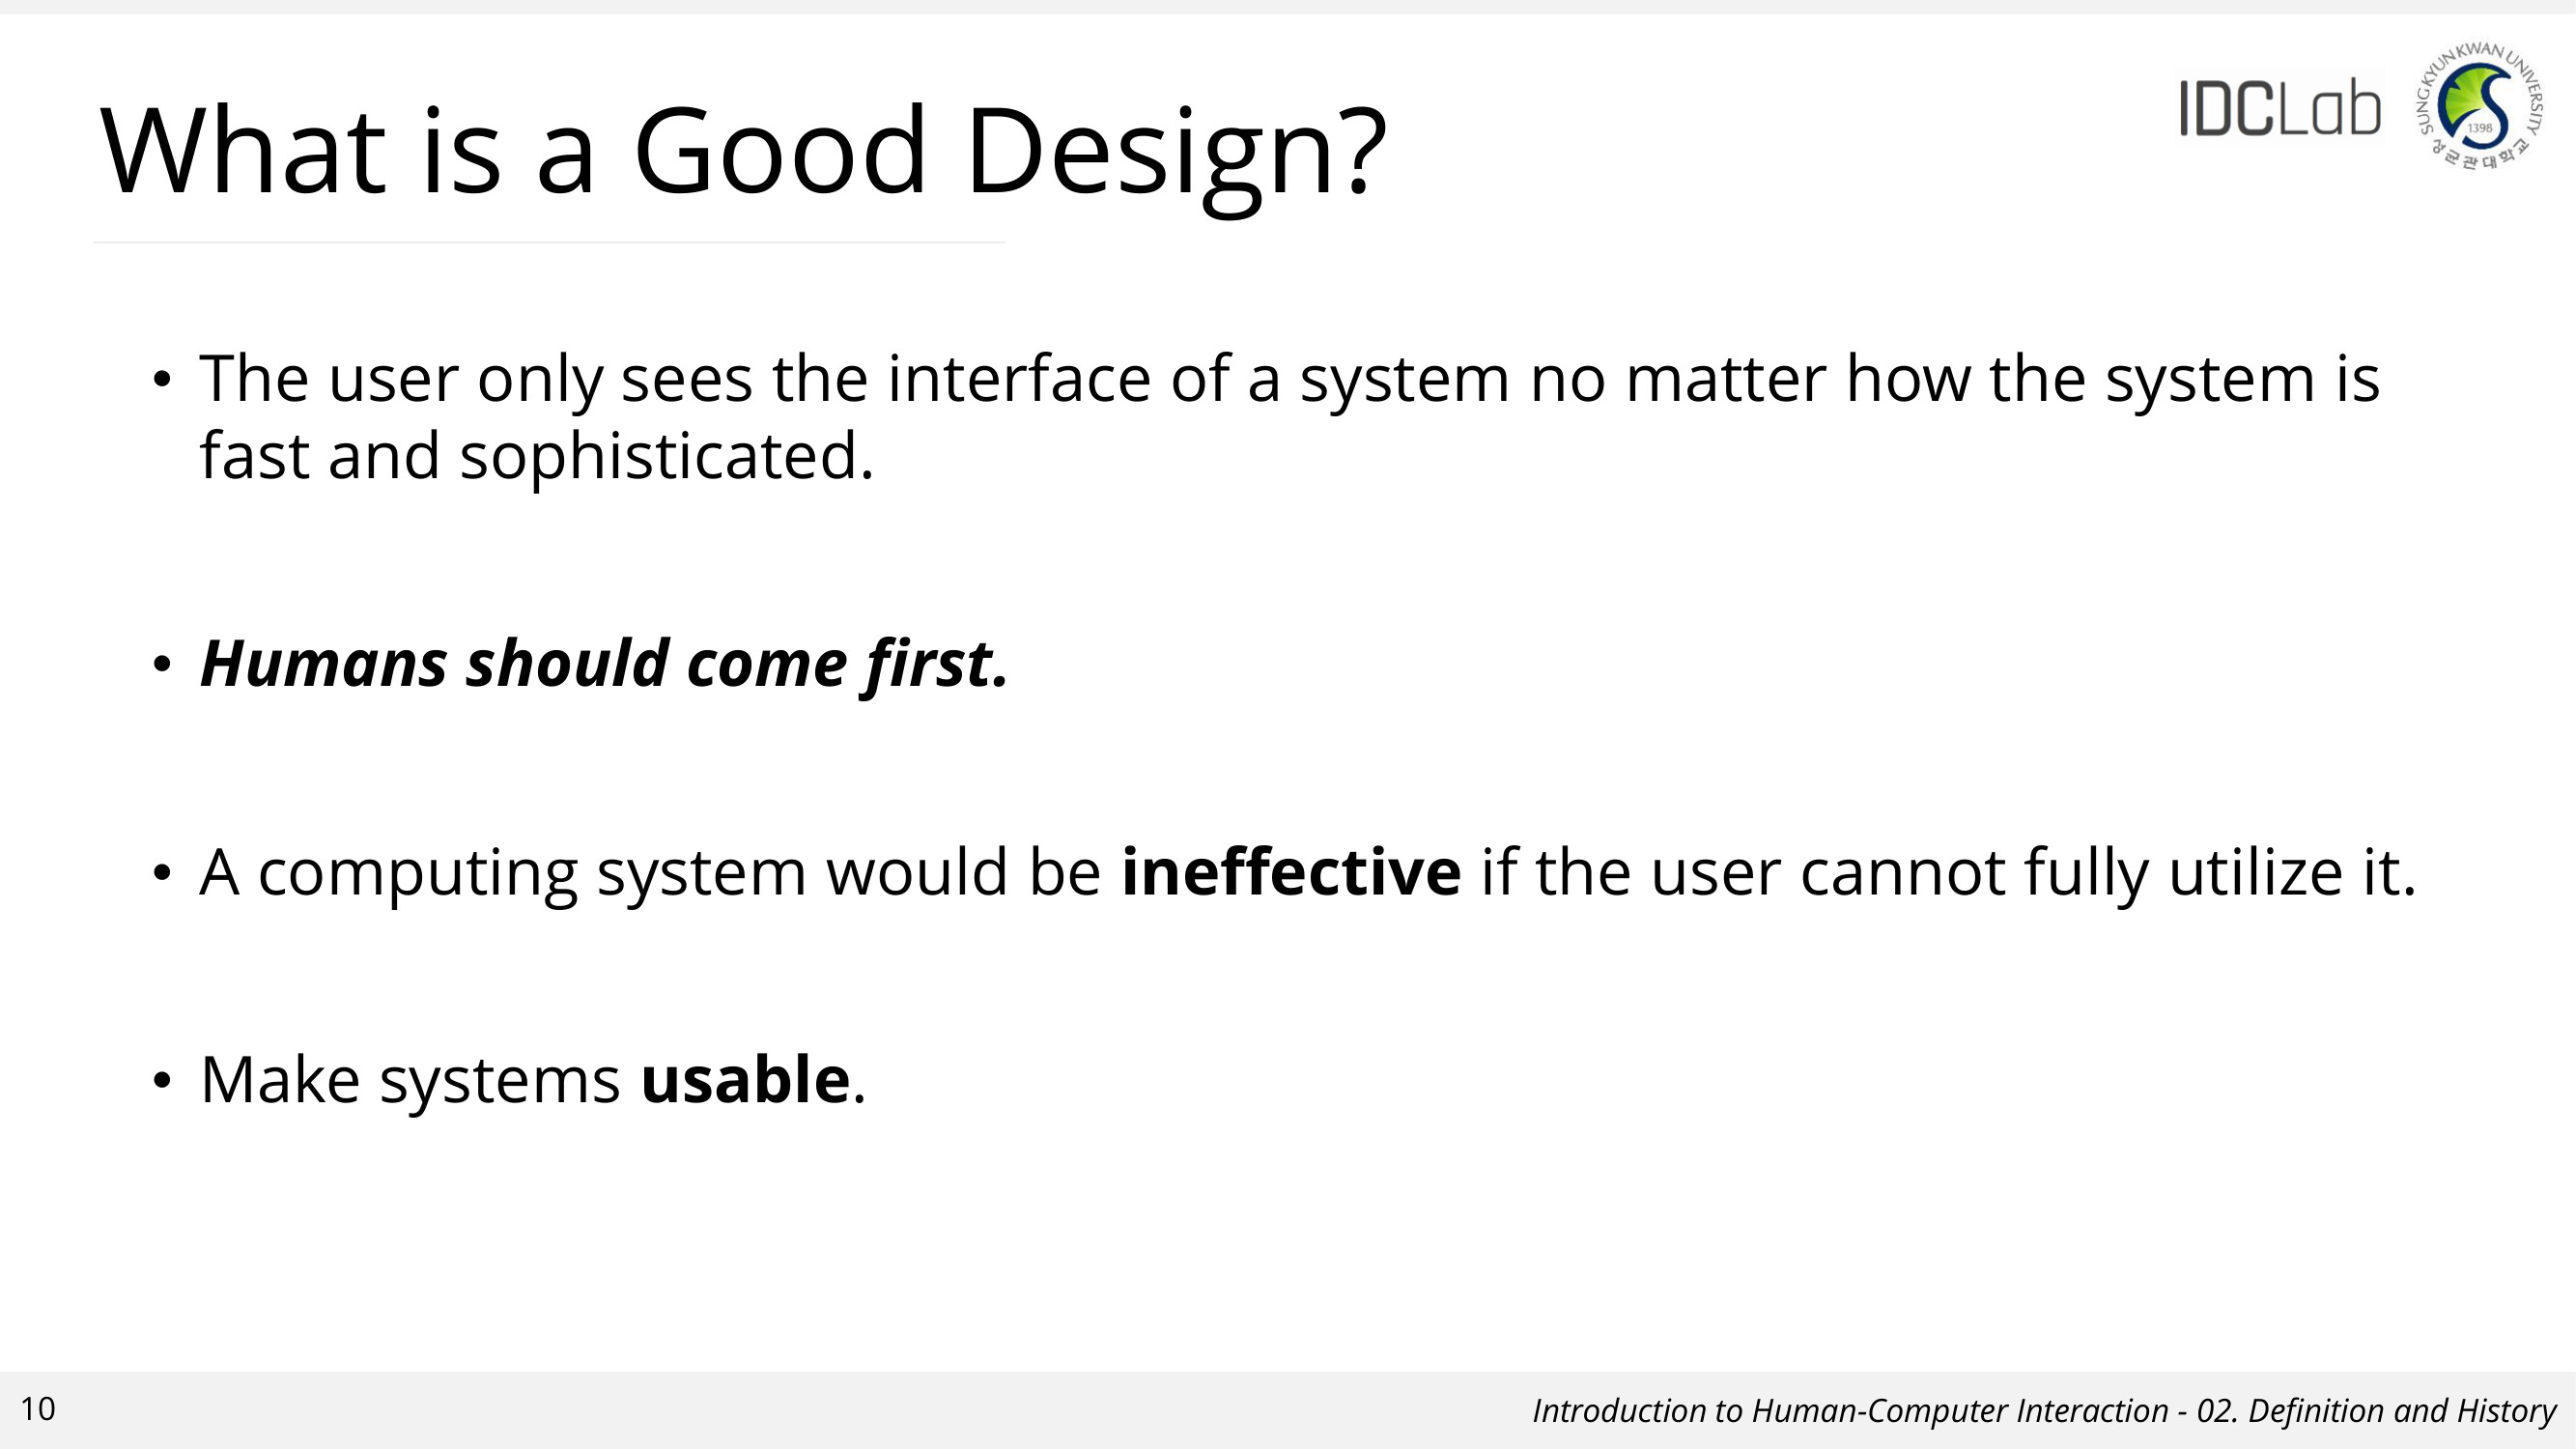 What is a Good Design?
IDCLab
SUNGKYUNKWAN UNIVERSITY
1398
성균관대학교
• The user only sees the interface of a system no matter how the system is
fast and sophisticated.
• Humans should come first.
• A computing system would be ineffective if the user cannot fully utilize it.
• Make systems usable.
10
Introduction to Human-Computer Interaction - 02. Definition and History